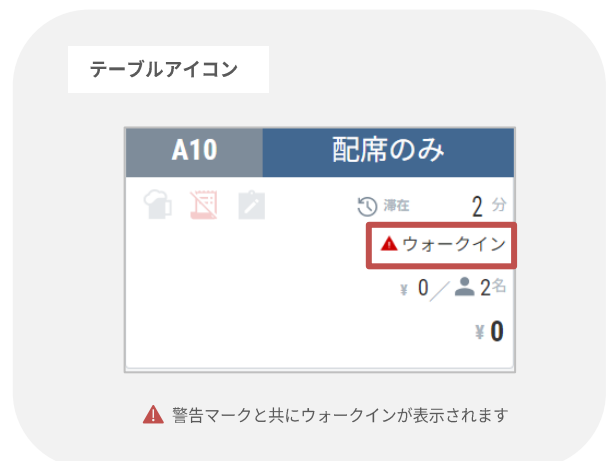 テーブルアイコン
A10 配席のみ
滞在 2 分
ウォークイン
¥ 0／2名
¥ 0
警告マークと共にウォークインが表示されます